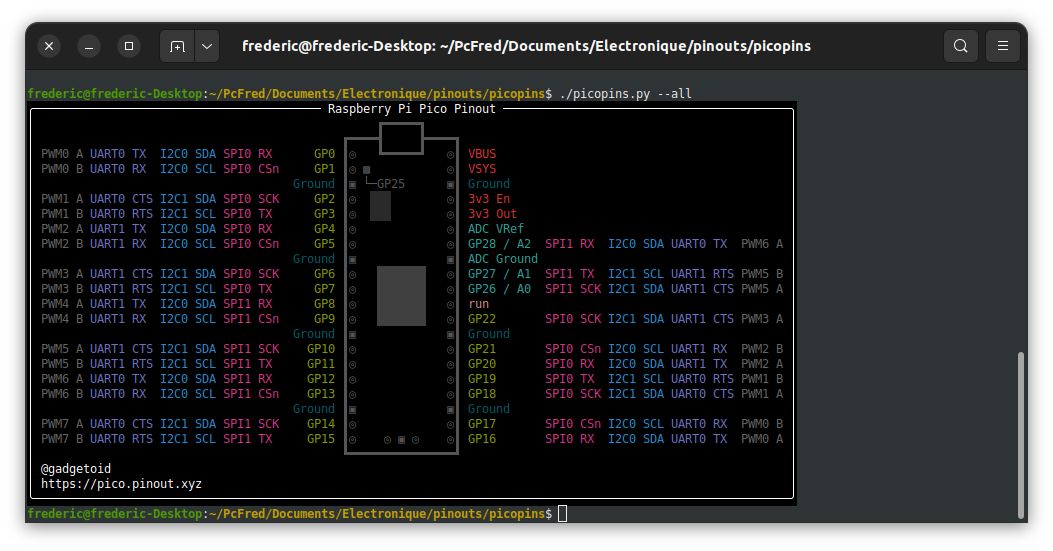 frederic@frederic-Desktop: ~/PcFred/Documents/Electronique/pinouts/picopins
frederic@frederic-Desktop:~/PcFred/Documents/Electronique/pinouts/picopins$ ./picopins.py --all
Raspberry Pi Pico Pinout
PWM0 A UART0 TX  I2C0 SDA SPI0 RX GP0 VBUS
PWM0 B UART0 RX  I2C0 SCL SPI0 CSn GP1 VSYS
Ground GP25 Ground
PWM1 A UART0 CTS I2C1 SDA SPI0 SCK GP2 3v3 En
PWM1 B UART0 RTS I2C1 SCL SPI0 TX GP3 3v3 Out
PWM2 A UART1 TX  I2C0 SDA SPI0 RX GP4 ADC VRef
PWM2 B UART1 RX  I2C0 SCL SPI0 CSn GP5 GP28 / A2 SPI1 RX  I2C0 SDA UART0 TX  PWM6 A
Ground ADC Ground
PWM3 A UART1 CTS I2C1 SDA SPI0 SCK GP6 GP27 / A1 SPI1 TX  I2C1 SCL UART1 RTS PWM5 B
PWM3 B UART1 RTS I2C1 SCL SPI0 TX GP7 GP26 / A0 SPI1 SCK I2C1 SDA UART1 CTS PWM5 A
PWM4 A UART1 TX  I2C0 SDA SPI1 RX GP8 run
PWM4 B UART1 RX  I2C0 SCL SPI1 CSn GP9 GP22 SPI0 SCK I2C1 SDA UART1 CTS PWM3 A
Ground Ground
PWM5 A UART1 CTS I2C1 SDA SPI1 SCK GP10 GP21 SPI0 CSn I2C0 SCL UART1 RX  PWM2 B
PWM5 B UART1 RTS I2C1 SCL SPI1 TX GP11 GP20 SPI0 RX  I2C0 SDA UART1 TX  PWM2 A
PWM6 A UART0 TX  I2C0 SDA SPI1 RX GP12 GP19 SPI0 TX  I2C1 SCL UART0 RTS PWM1 B
PWM6 B UART0 RX  I2C0 SCL SPI1 CSn GP13 GP18 SPI0 SCK I2C1 SDA UART0 CTS PWM1 A
Ground Ground
PWM7 A UART0 CTS I2C1 SDA SPI1 SCK GP14 GP17 SPI0 CSn I2C0 SCL UART0 RX  PWM0 B
PWM7 B UART0 RTS I2C1 SCL SPI1 TX GP15 GP16 SPI0 RX  I2C0 SDA UART0 TX  PWM0 A
@gadgetoid
https://pico.pinout.xyz
frederic@frederic-Desktop:~/PcFred/Documents/Electronique/pinouts/picopins$